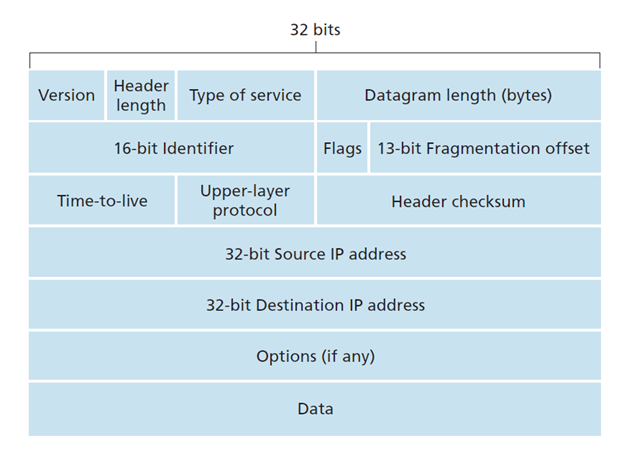 32 bits
Version
Header
length
Type of service
Datagram length (bytes)
16-bit Identifier
Flags
13-bit Fragmentation offset
Time-to-live
Upper-layer
protocol
Header checksum
32-bit Source IP address
32-bit Destination IP address
Options (if any)
Data